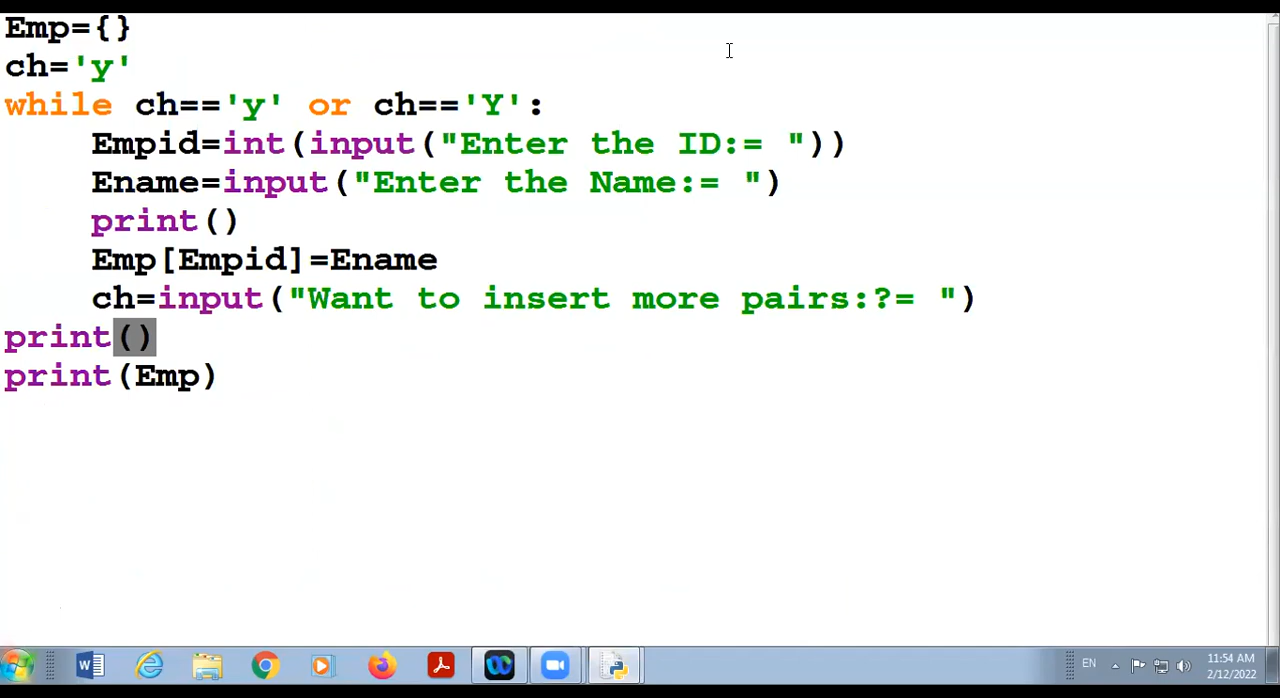 Emp={}
ch='y'
while ch=='y' or ch=='Y':
     Empid=int(input("Enter the ID:= "))
     Ename=input("Enter the Name:= ")
     print()
     Emp[Empid]=Ename
     ch=input("Want to insert more pairs:?= ")
print()
print(Emp)
EN
11:54 AM
2/12/2022